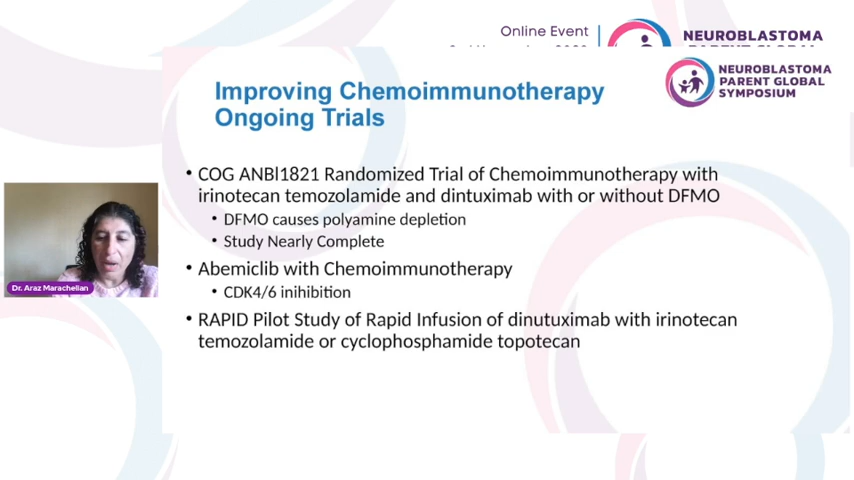 Online Event
NEUROBLASTOMA
NEUROBLASTOMA
PARENT GLOBAL
SYMPOSIUM
Improving Chemoimmunotherapy
Ongoing Trials
• COG ANBl1821 Randomized Trial of Chemoimmunotherapy with
irinotecan temozolamide and dintuximab with or without DFMO
• DFMO causes polyamine depletion
• Study Nearly Complete
• Abemiclib with Chemoimmunotherapy
• CDK4/6 inihibition
• RAPID Pilot Study of Rapid Infusion of dinutuximab with irinotecan
temozolamide or cyclophosphamide topotecan
Dr. Araz Marachelian